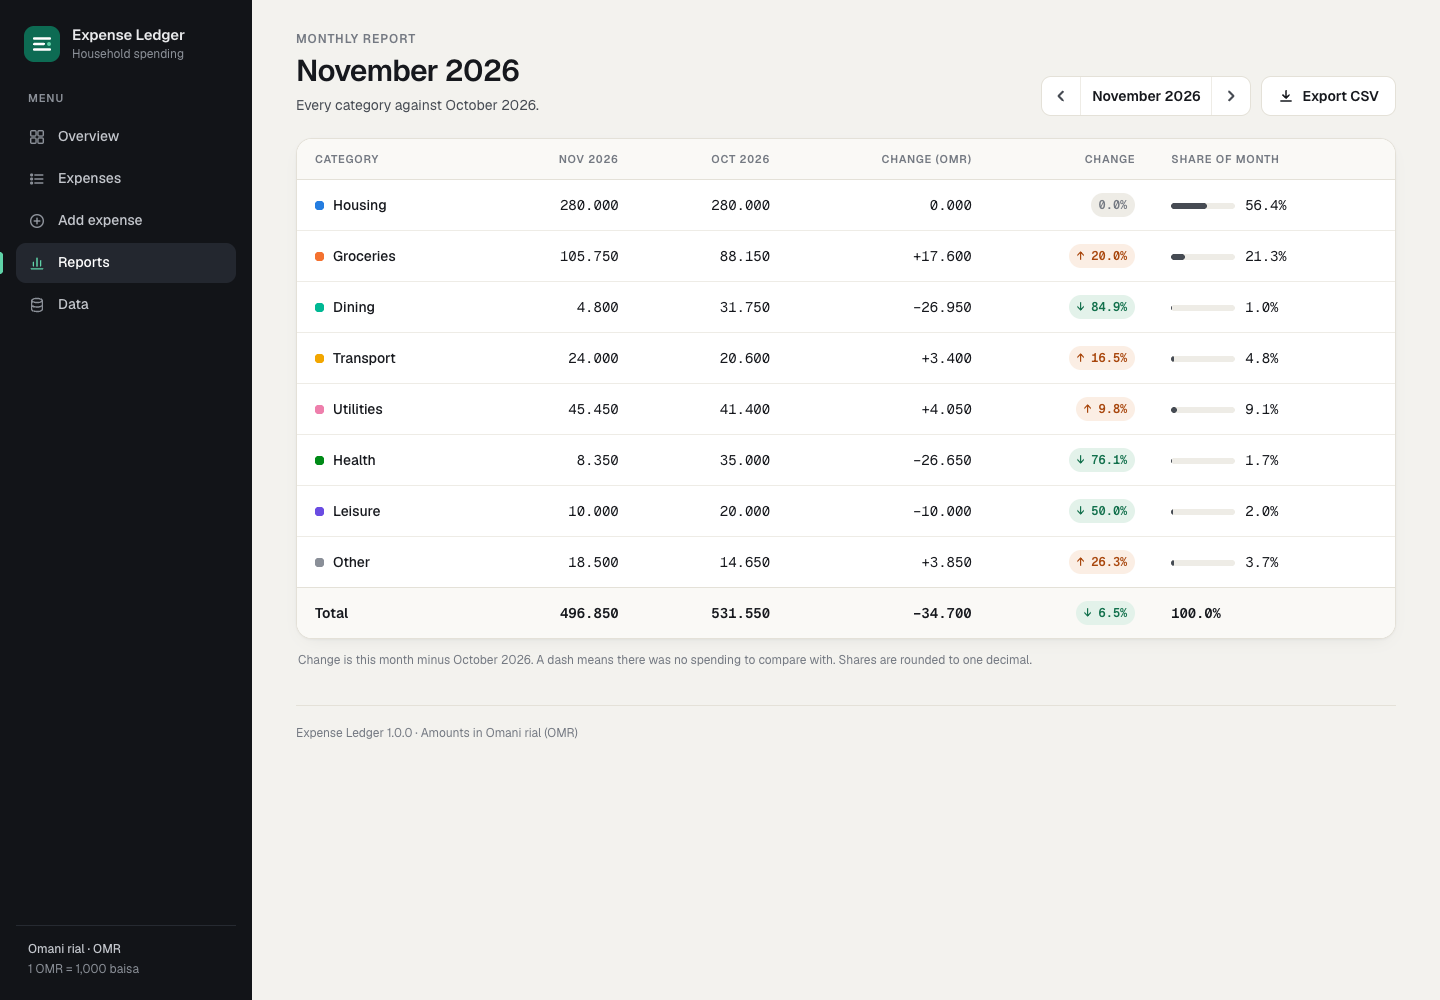 Expense Ledger
Household spending
MENU
Overview
Expenses
Add expense
Reports
Data
Omani rial · OMR
1 OMR = 1,000 baisa
MONTHLY REPORT
November 2026
Every category against October 2026.
November 2026
Export CSV
CATEGORY NOV 2026 OCT 2026 CHANGE (OMR) CHANGE SHARE OF MONTH
Housing 280.000 280.000 0.000 0.0% 56.4%
Groceries 105.750 88.150 +17.600 ↑ 20.0% 21.3%
Dining 4.800 31.750 −26.950 ↓ 84.9% 1.0%
Transport 24.000 20.600 +3.400 ↑ 16.5% 4.8%
Utilities 45.450 41.400 +4.050 ↑ 9.8% 9.1%
Health 8.350 35.000 −26.650 ↓ 76.1% 1.7%
Leisure 10.000 20.000 −10.000 ↓ 50.0% 2.0%
Other 18.500 14.650 +3.850 ↑ 26.3% 3.7%
Total 496.850 531.550 −34.700 ↓ 6.5% 100.0%
Change is this month minus October 2026. A dash means there was no spending to compare with. Shares are rounded to one decimal.
Expense Ledger 1.0.0 · Amounts in Omani rial (OMR)